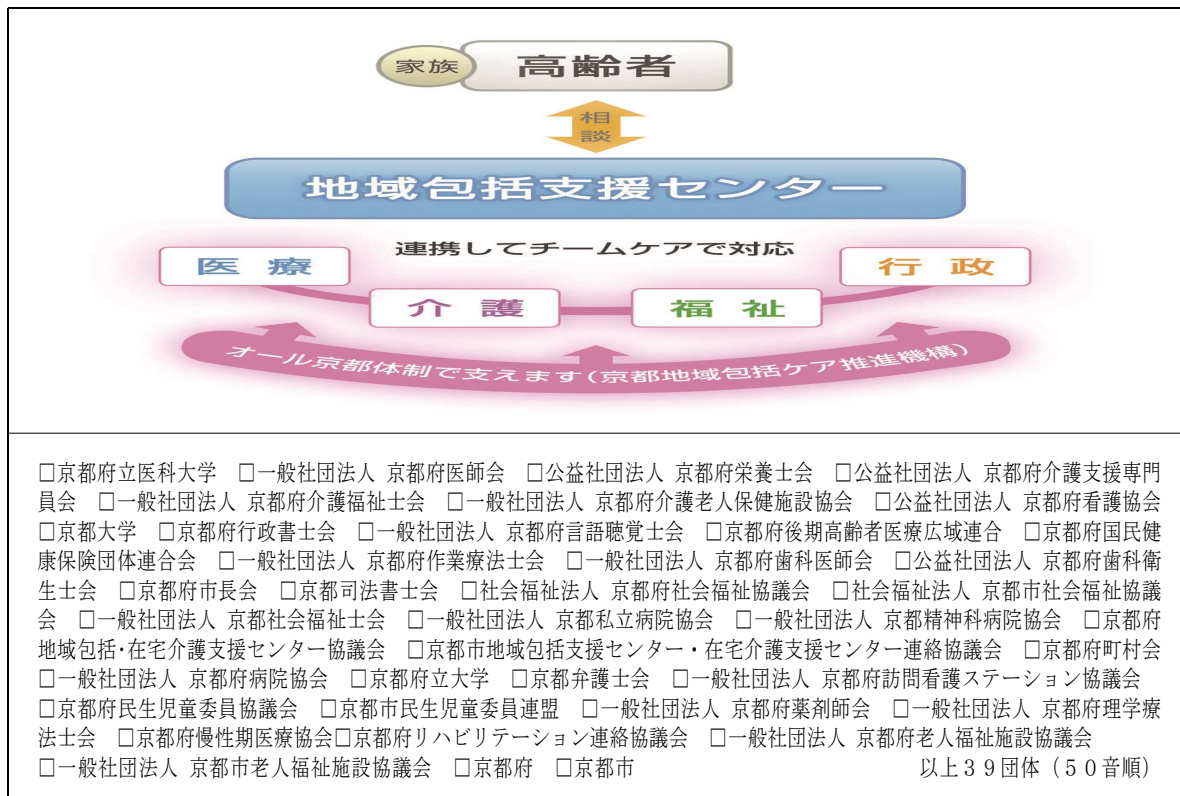 家族
高齢者
相
談
地域包括支援センター
連携してチームケアで対応
医 療
行 政
介 護
福 祉
オール京都体制で支えます(京都地域包括ケア推進機構)
□京都府立医科大学 □一般社団法人 京都府医師会 □公益社団法人 京都府栄養士会 □公益社団法人 京都府介護支援専門
員会 □一般社団法人 京都府介護福祉士会 □一般社団法人 京都府介護老人保健施設協会 □公益社団法人 京都府看護協会
□京都大学 □京都府行政書士会 □一般社団法人 京都府言語聴覚士会 □京都府後期高齢者医療広域連合 □京都府国民健
康保険団体連合会 □一般社団法人 京都府作業療法士会 □一般社団法人 京都府歯科医師会 □公益社団法人 京都府歯科衛
生士会 □京都府市長会 □京都司法書士会 □社会福祉法人 京都府社会福祉協議会 □社会福祉法人 京都市社会福祉協議
会 □一般社団法人 京都社会福祉士会 □一般社団法人 京都私立病院協会 □一般社団法人 京都精神科病院協会 □京都府
地域包括･在宅介護支援センター協議会 □京都市地域包括支援センター・在宅介護支援センター連絡協議会 □京都府町村会
□一般社団法人 京都府病院協会 □京都府立大学 □京都弁護士会 □一般社団法人 京都府訪問看護ステーション協議会
□京都府民生児童委員協議会 □京都市民生児童委員連盟 □一般社団法人 京都府薬剤師会 □一般社団法人 京都府理学療
法士会 □京都府慢性期医療協会□京都府リハビリテーション連絡協議会 □一般社団法人 京都府老人福祉施設協議会
□一般社団法人 京都市老人福祉施設協議会 □京都府 □京都市 以上39団体（50音順）